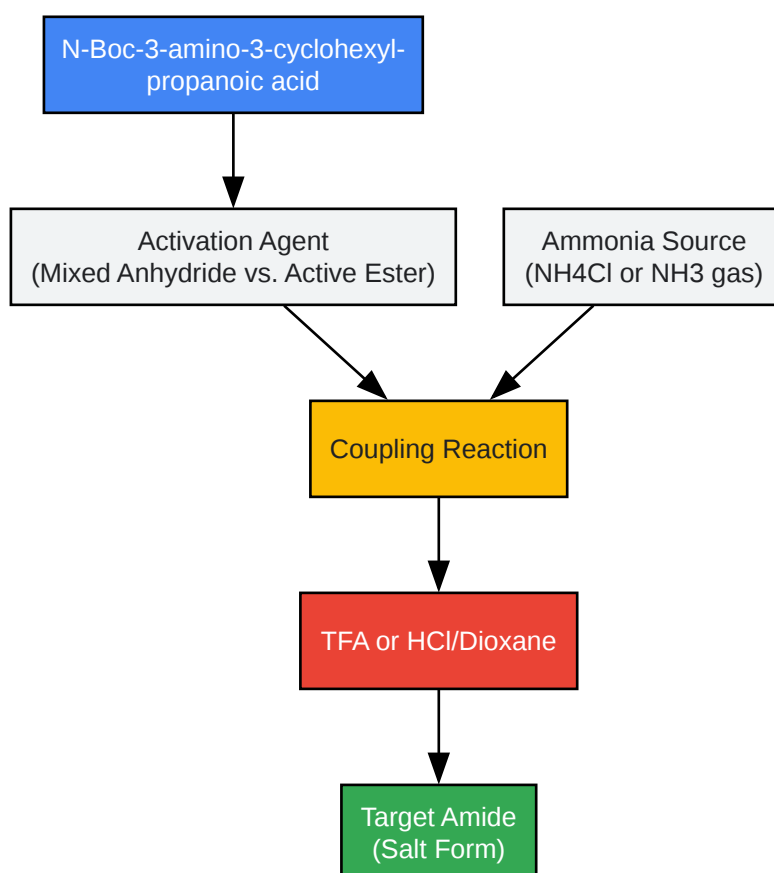 N-Boc-3-amino-3-cyclohexyl-
propanoic acid
Activation Agent
(Mixed Anhydride vs. Active Ester)
Ammonia Source
(NH4Cl or NH3 gas)
Coupling Reaction
TFA or HCl/Dioxane
Target Amide
(Salt Form)